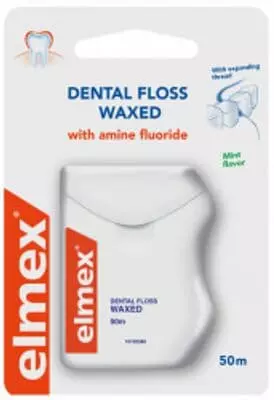 With expanding
thread!
DENTAL FLOSS
WAXED
with amine fluoride
Mint
flavor
elmex
elmex
DENTAL FLOSS
WAXED
50m
50m